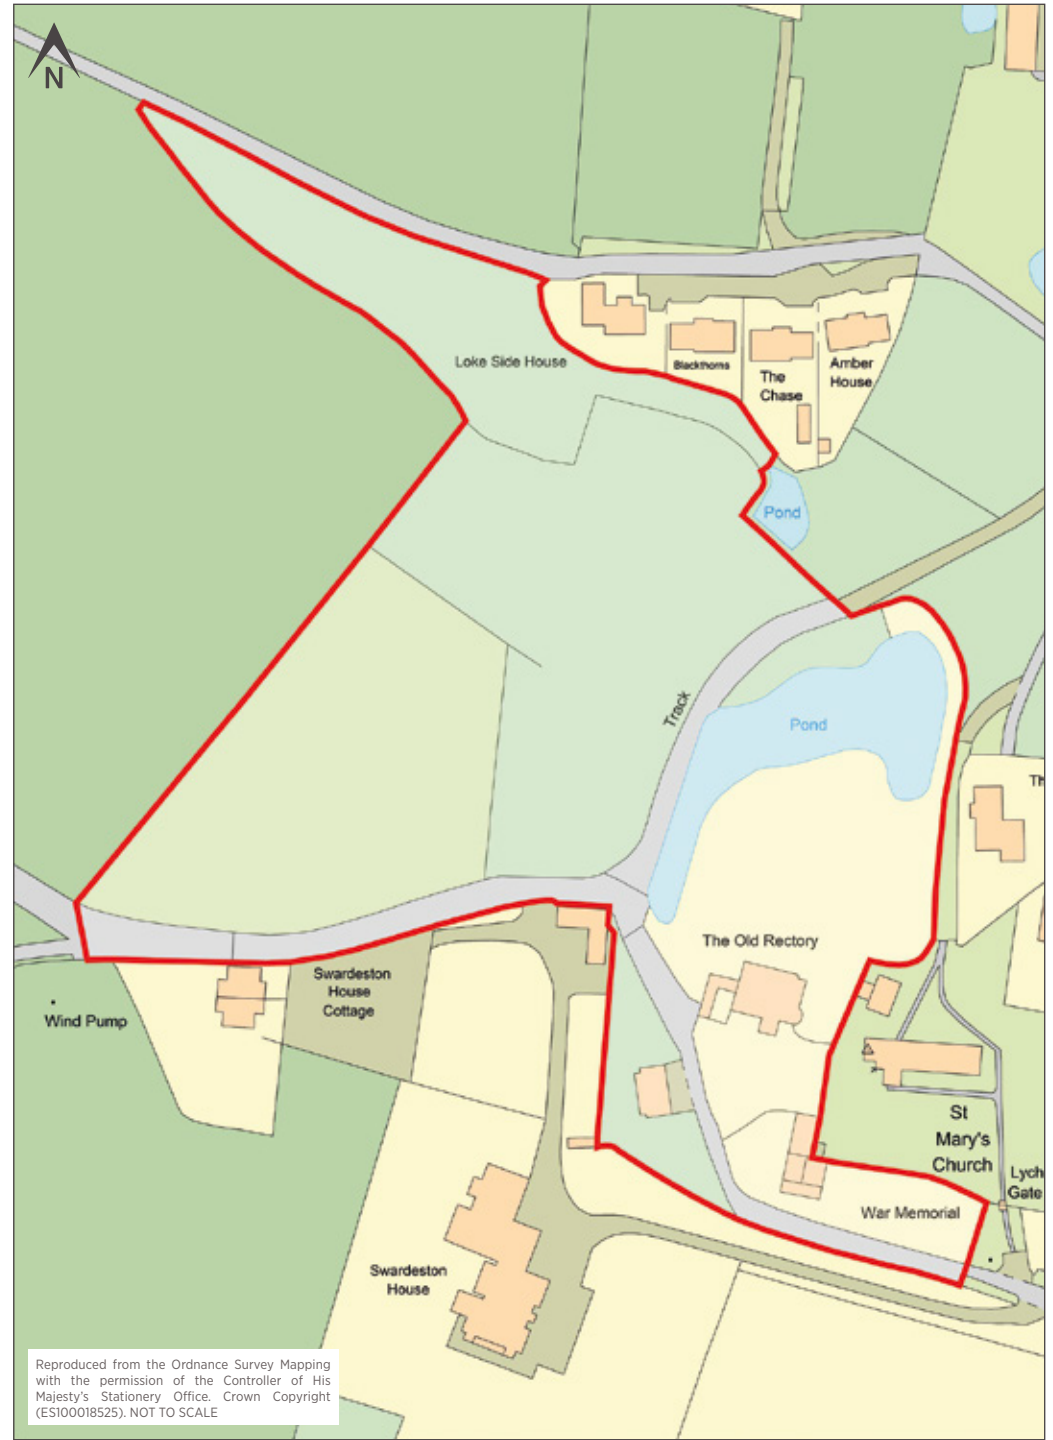 N
Loke Side House
Blackthorns
The
Chase
Amber
House
Pond
Track
Pond
Th
The Old Rectory
Swardeston
House
Cottage
Wind Pump
St
Mary's
Church
Lych
Gate
War Memorial
Swardeston
House
Reproduced from the Ordnance Survey Mapping
with the permission of the Controller of His
Majesty's Stationery Office. Crown Copyright
(ES100018525). NOT TO SCALE